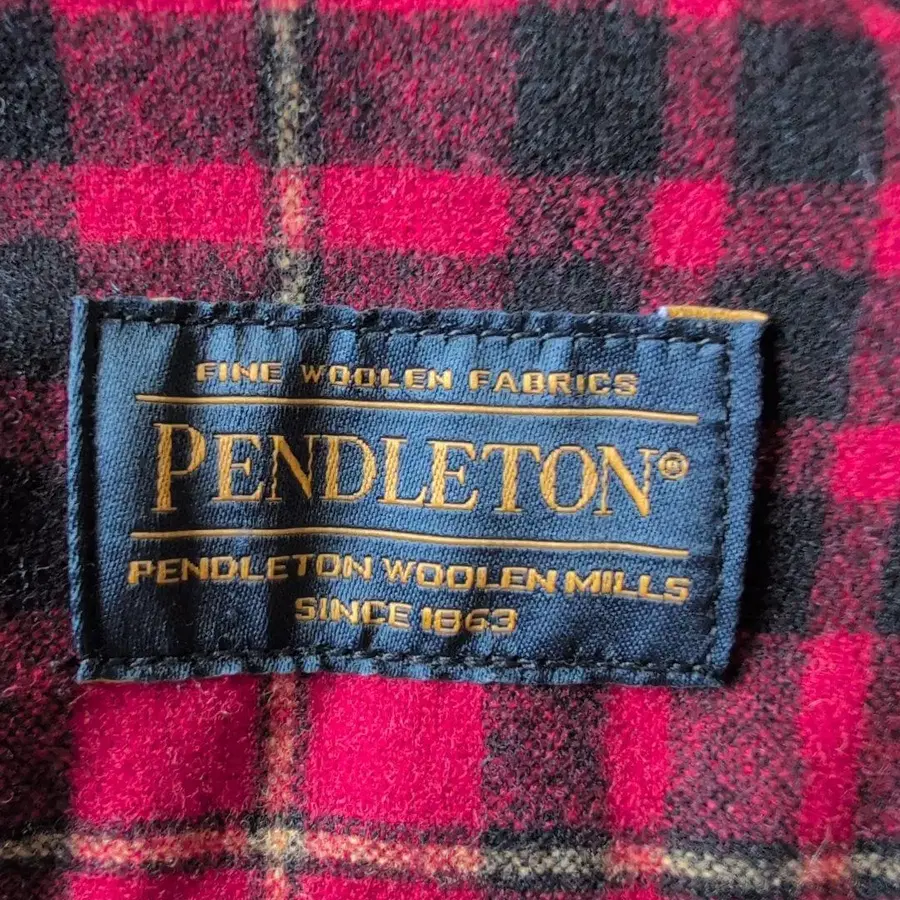 FINE WOOLEN FABRICS
PENDLETON®
PENDLETON WOOLEN MILLS
SINCE 1863